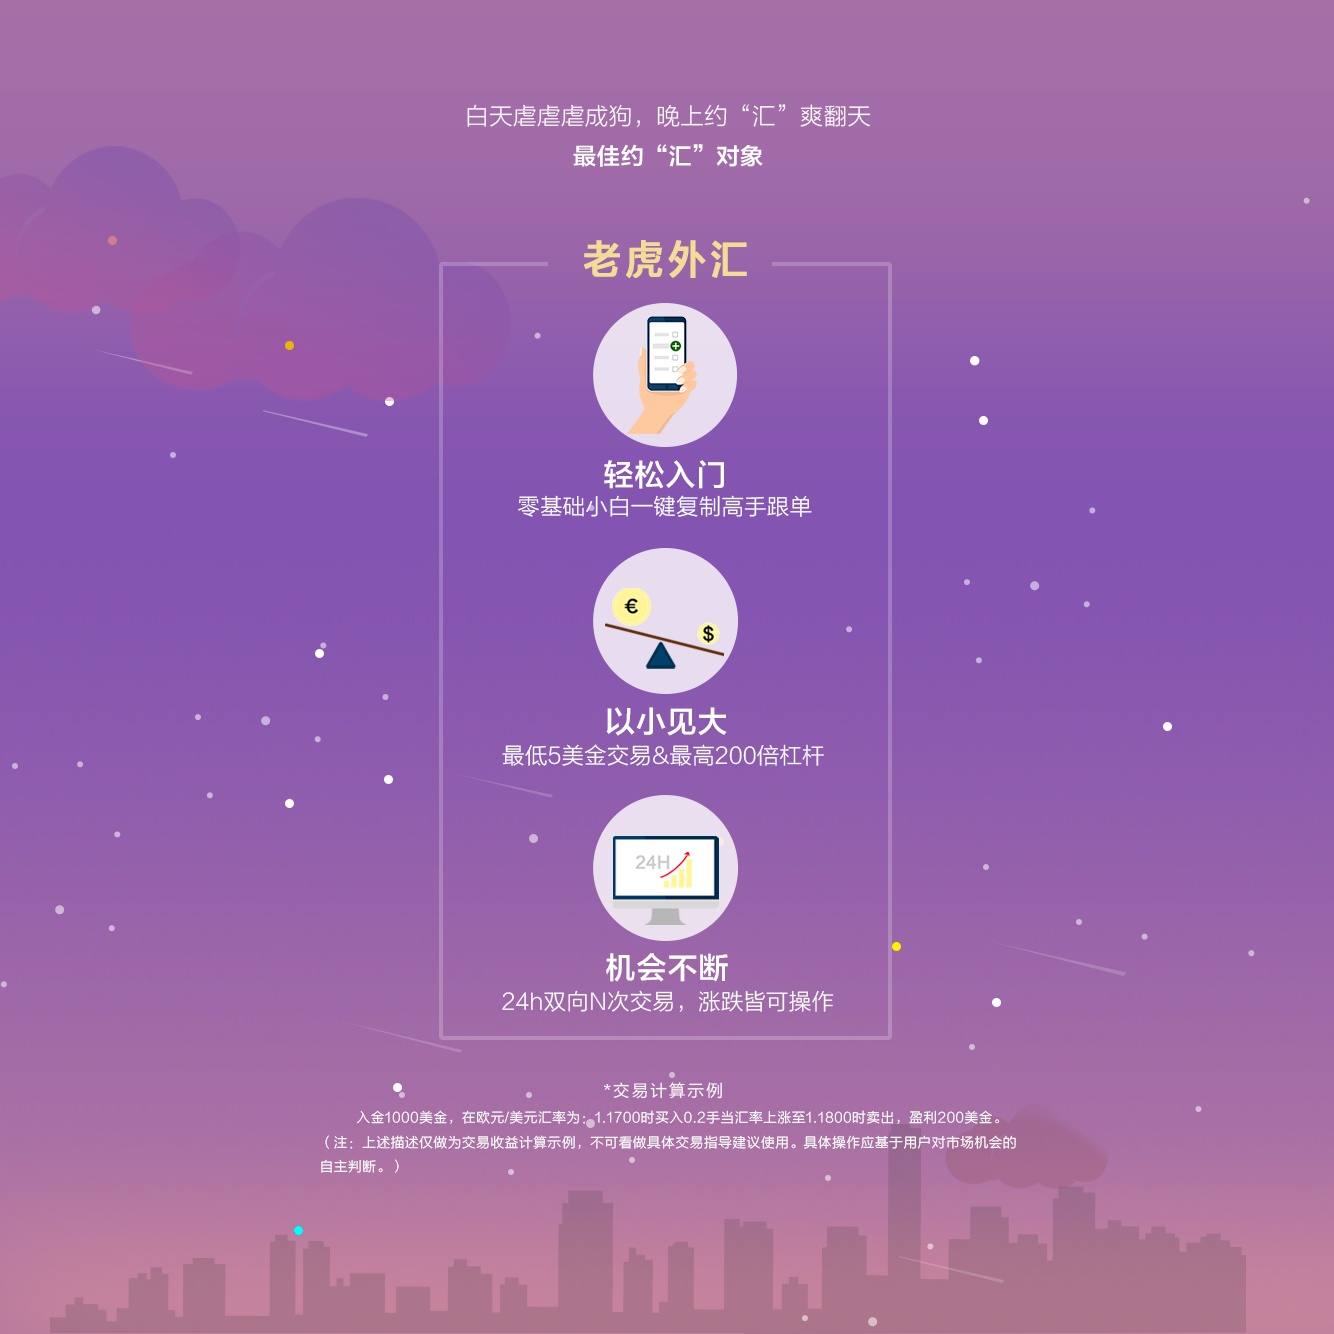 白天虐虐虐成狗，晚上约“汇”爽翻天
最佳约“汇”对象
老虎外汇
轻松入门
零基础小白一键复制高手跟单
€
$
以小见大
最低5美金交易&最高200倍杠杆
24H
机会不断
24h双向N次交易，涨跌皆可操作
*交易计算示例
入金1000美金，在欧元/美元汇率为：1.1700时买入0.2手当汇率上涨至1.1800时卖出，盈利200美金。
（注：上述描述仅做为交易收益计算示例，不可看做具体交易指导建议使用。具体操作应基于用户对市场机会的
自主判断。）